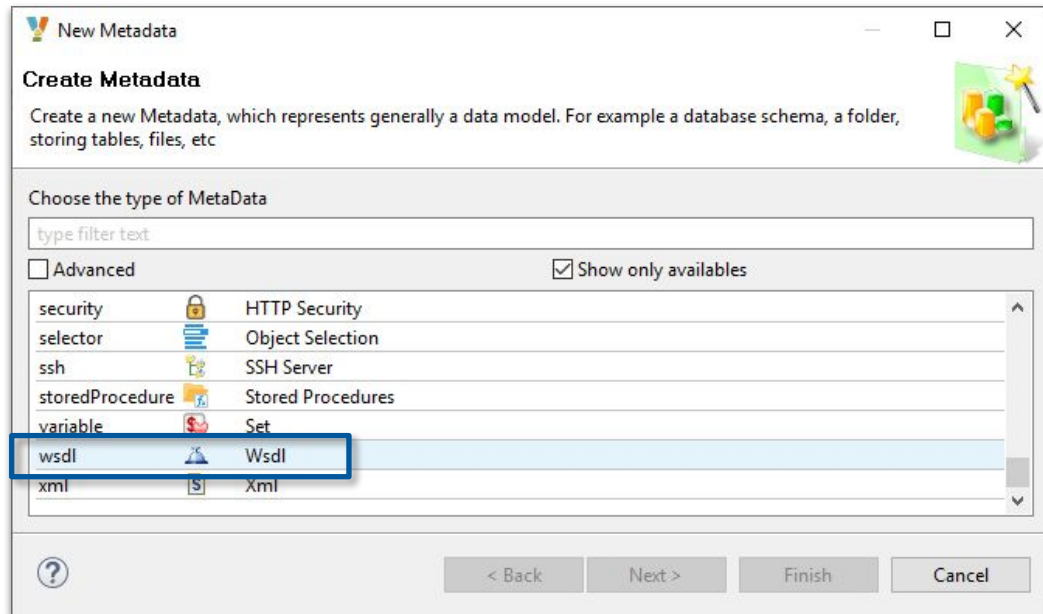 New Metadata
Create Metadata
Create a new Metadata, which represents generally a data model. For example a database schema, a folder,
storing tables, files, etc
Choose the type of MetaData
type filter text
Advanced Show only availables
security HTTP Security
selector Object Selection
ssh SSH Server
storedProcedure Stored Procedures
variable Set
wsdl Wsdl
xml Xml
< Back Next > Finish Cancel